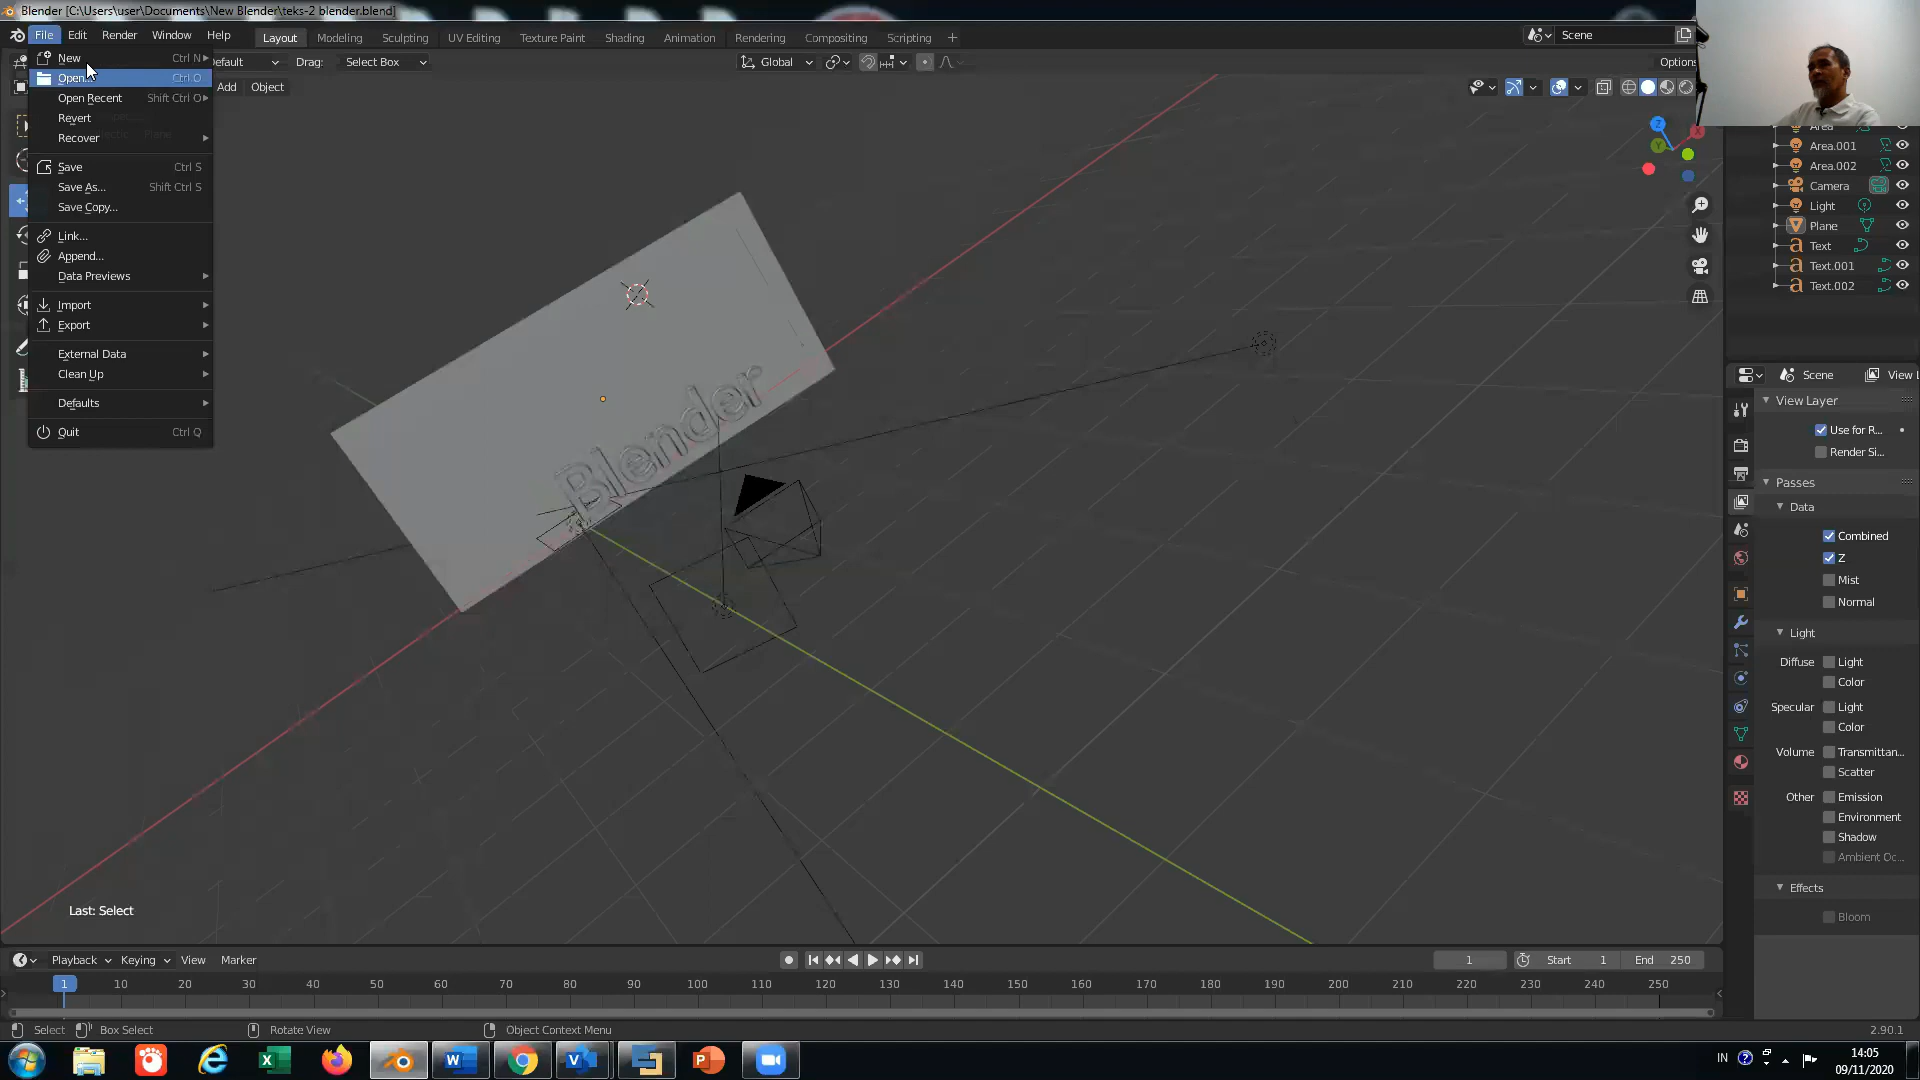 Blender [C:\Users\user\Documents\New Blender\teks-2 blender.blend]
File Edit Render Window Help Layout Modeling Sculpting UV Editing Texture Paint Shading Animation Rendering Compositing Scripting Scene
New Ctrl N
Open... Ctrl O
Open Recent Shift Ctrl O
Revert
Recover
Save Ctrl S
Save As... Shift Ctrl S
Save Copy...
Link...
Append...
Data Previews
Import
Export
External Data
Clean Up
Defaults
Quit Ctrl Q
Drag: Select Box Global Options
Add Object
Z
Y
X
Blender
Area
Area.001
Area.002
Camera
Light
Plane
Text
Text.001
Text.002
Scene View L
View Layer
Use for R...
Render Si...
Passes
Data
Combined
Z
Mist
Normal
Light
Diffuse Light
Color
Specular Light
Color
Volume Transmittan...
Scatter
Other Emission
Environment
Shadow
Ambient Oc...
Effects
Bloom
Last: Select
Playback Keying View Marker 1 Start 1 End 250
1 10 20 30 40 50 60 70 80 90 100 110 120 130 140 150 160 170 180 190 200 210 220 230 240 250
Select Box Select Rotate View Object Context Menu 2.90.1
IN 14:05
09/11/2020